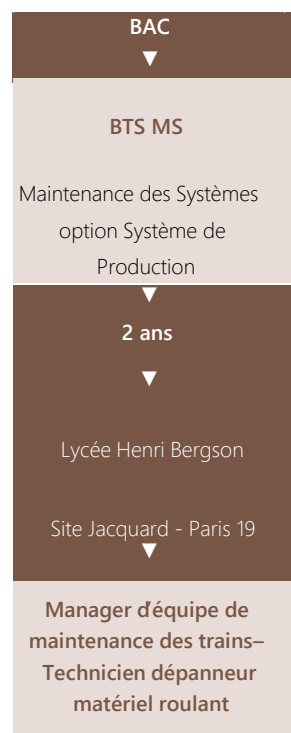 BAC
▼
BTS MS
Maintenance des Systèmes
option Système de
Production
▼
2 ans
▼
Lycée Henri Bergson
Site Jacquard - Paris 19
▼
Manager d'équipe de
maintenance des trains–
Technicien dépanneur
matériel roulant